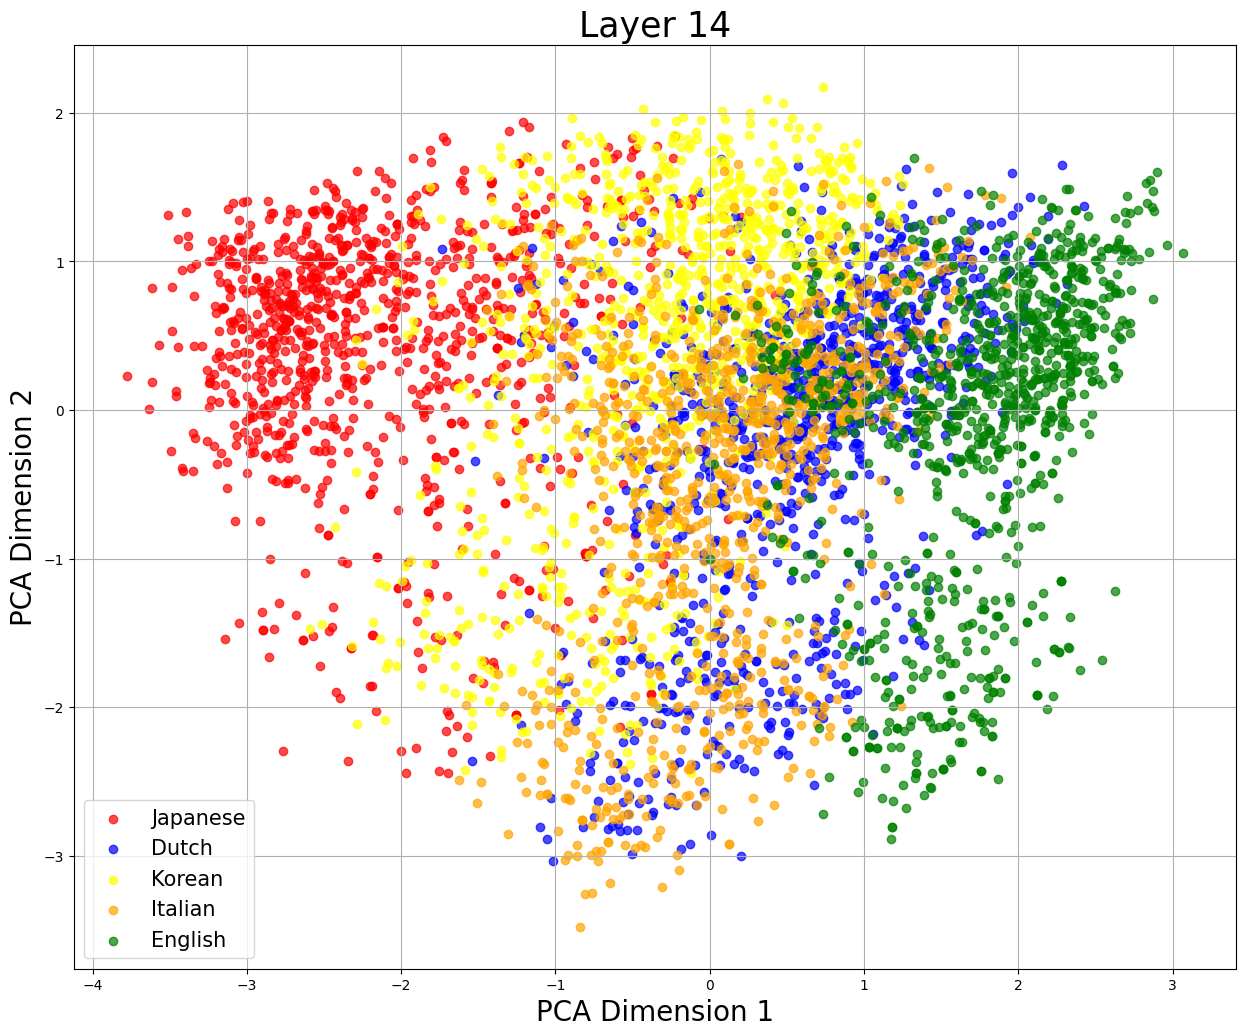 Layer 14
PCA Dimension 2
2
1
0
−1
−2
−3
Japanese
Dutch
Korean
Italian
English
−4 −3 −2 −1 0 1 2 3
PCA Dimension 1